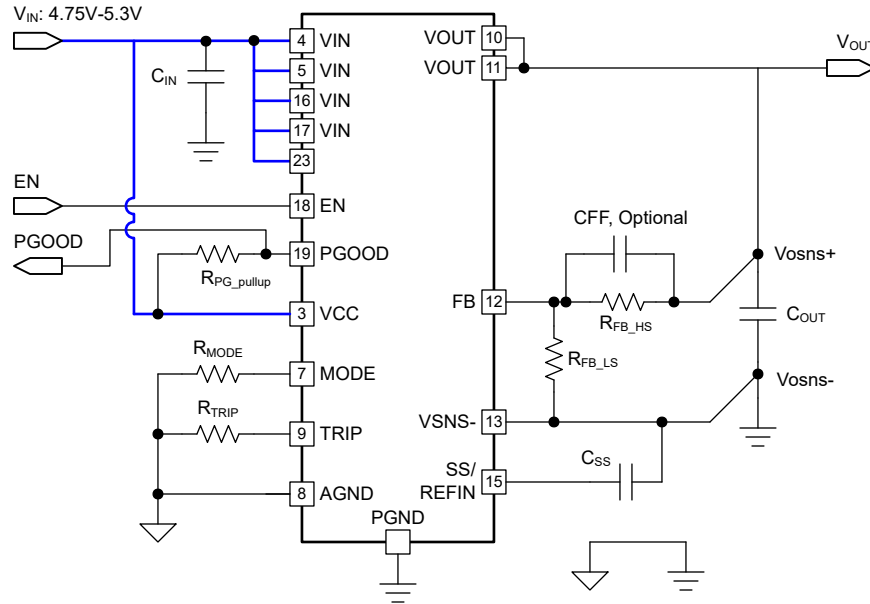 VIN: 4.75V-5.3V
CIN
4 VIN
5 VIN
16 VIN
17 VIN
23
EN
18 EN
PGOOD
19 PGOOD
RPG_pullup
3 VCC
RMODE
7 MODE
RTRIP
9 TRIP
8 AGND
PGND
VOUT 10
VOUT 11
VOUT
CFF, Optional
Vosns+
FB 12
RFB_HS
COUT
RFB_LS
Vosns-
VSNS- 13
CSS
SS/
REFIN 15